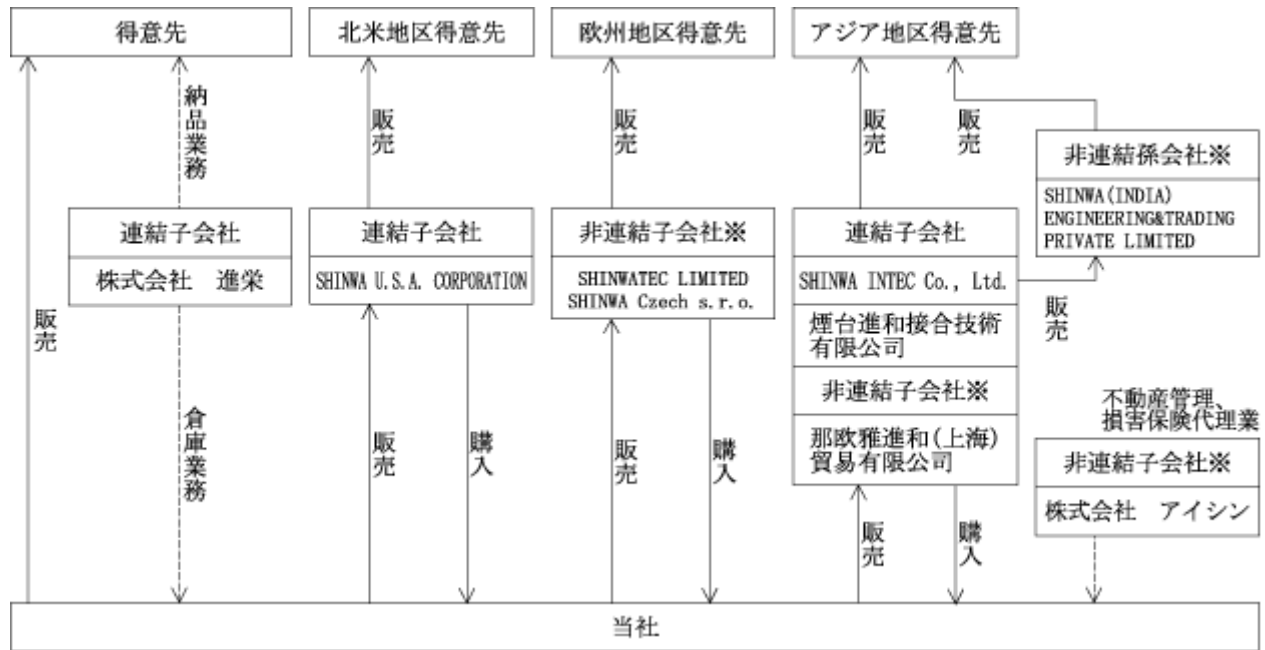 得意先
北米地区得意先
欧州地区得意先
アジア地区得意先
納品業務
販売
販売
販売
販売
非連結孫会社※
SHINWA(INDIA)
ENGINEERING&TRADING
PRIVATE LIMITED
連結子会社
株式会社　進栄
連結子会社
SHINWA U.S.A. CORPORATION
非連結子会社※
SHINWATEC LIMITED
SHINWA Czech s.r.o.
連結子会社
SHINWA INTEC Co., Ltd.
煙台進和接合技術
有限公司
非連結子会社※
那欧雅進和(上海)
貿易有限公司
販売
販売
不動産管理、
損害保険代理業
非連結子会社※
株式会社　アイシン
倉庫業務
販売
購入
販売
購入
販売
購入
当社